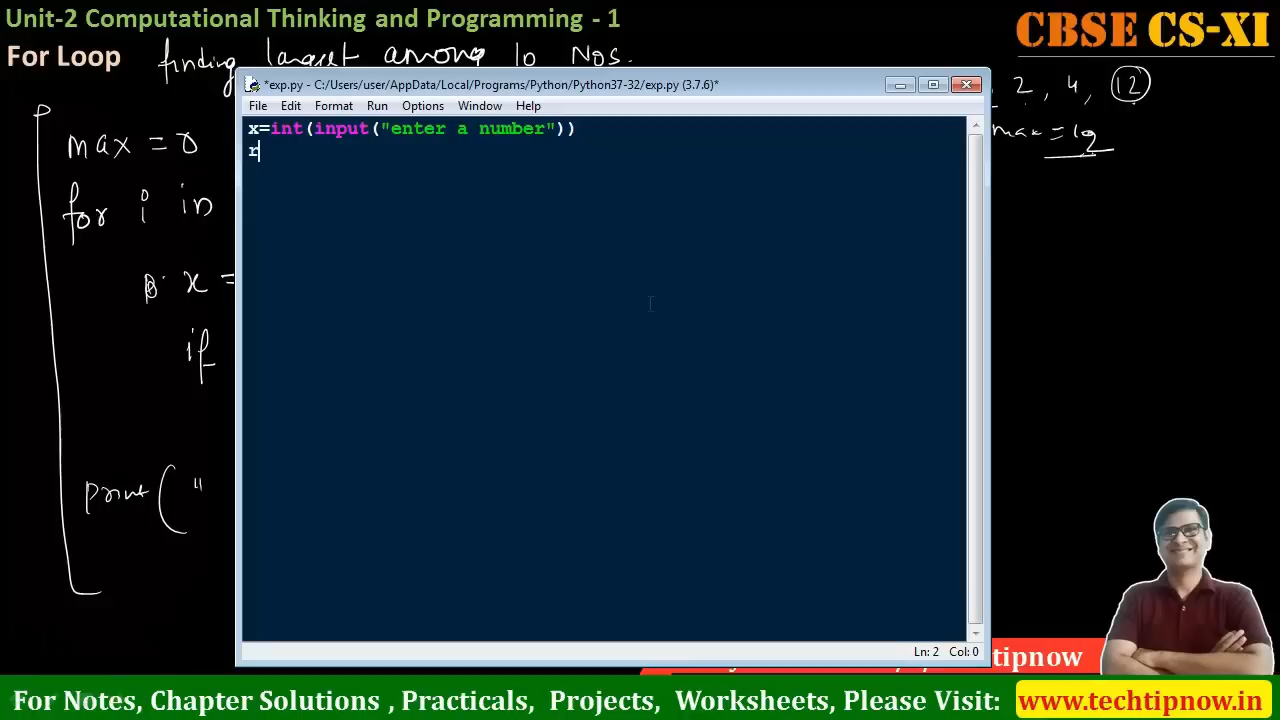 Unit-2 Computational Thinking and Programming - 1
CBSE CS-XI
For Loop
finding largest among 10 Nos.
2, 4, 12
max = 12
max = 0
for i in
x =
if
print( "
*exp.py - C:/Users/user/AppData/Local/Programs/Python/Python37-32/exp.py (3.7.6)*
File Edit Format Run Options Window Help
x=int(input("enter a number"))
r
Ln: 2 Col: 0
tipnow
For Notes, Chapter Solutions , Practicals, Projects, Worksheets, Please Visit: www.techtipnow.in